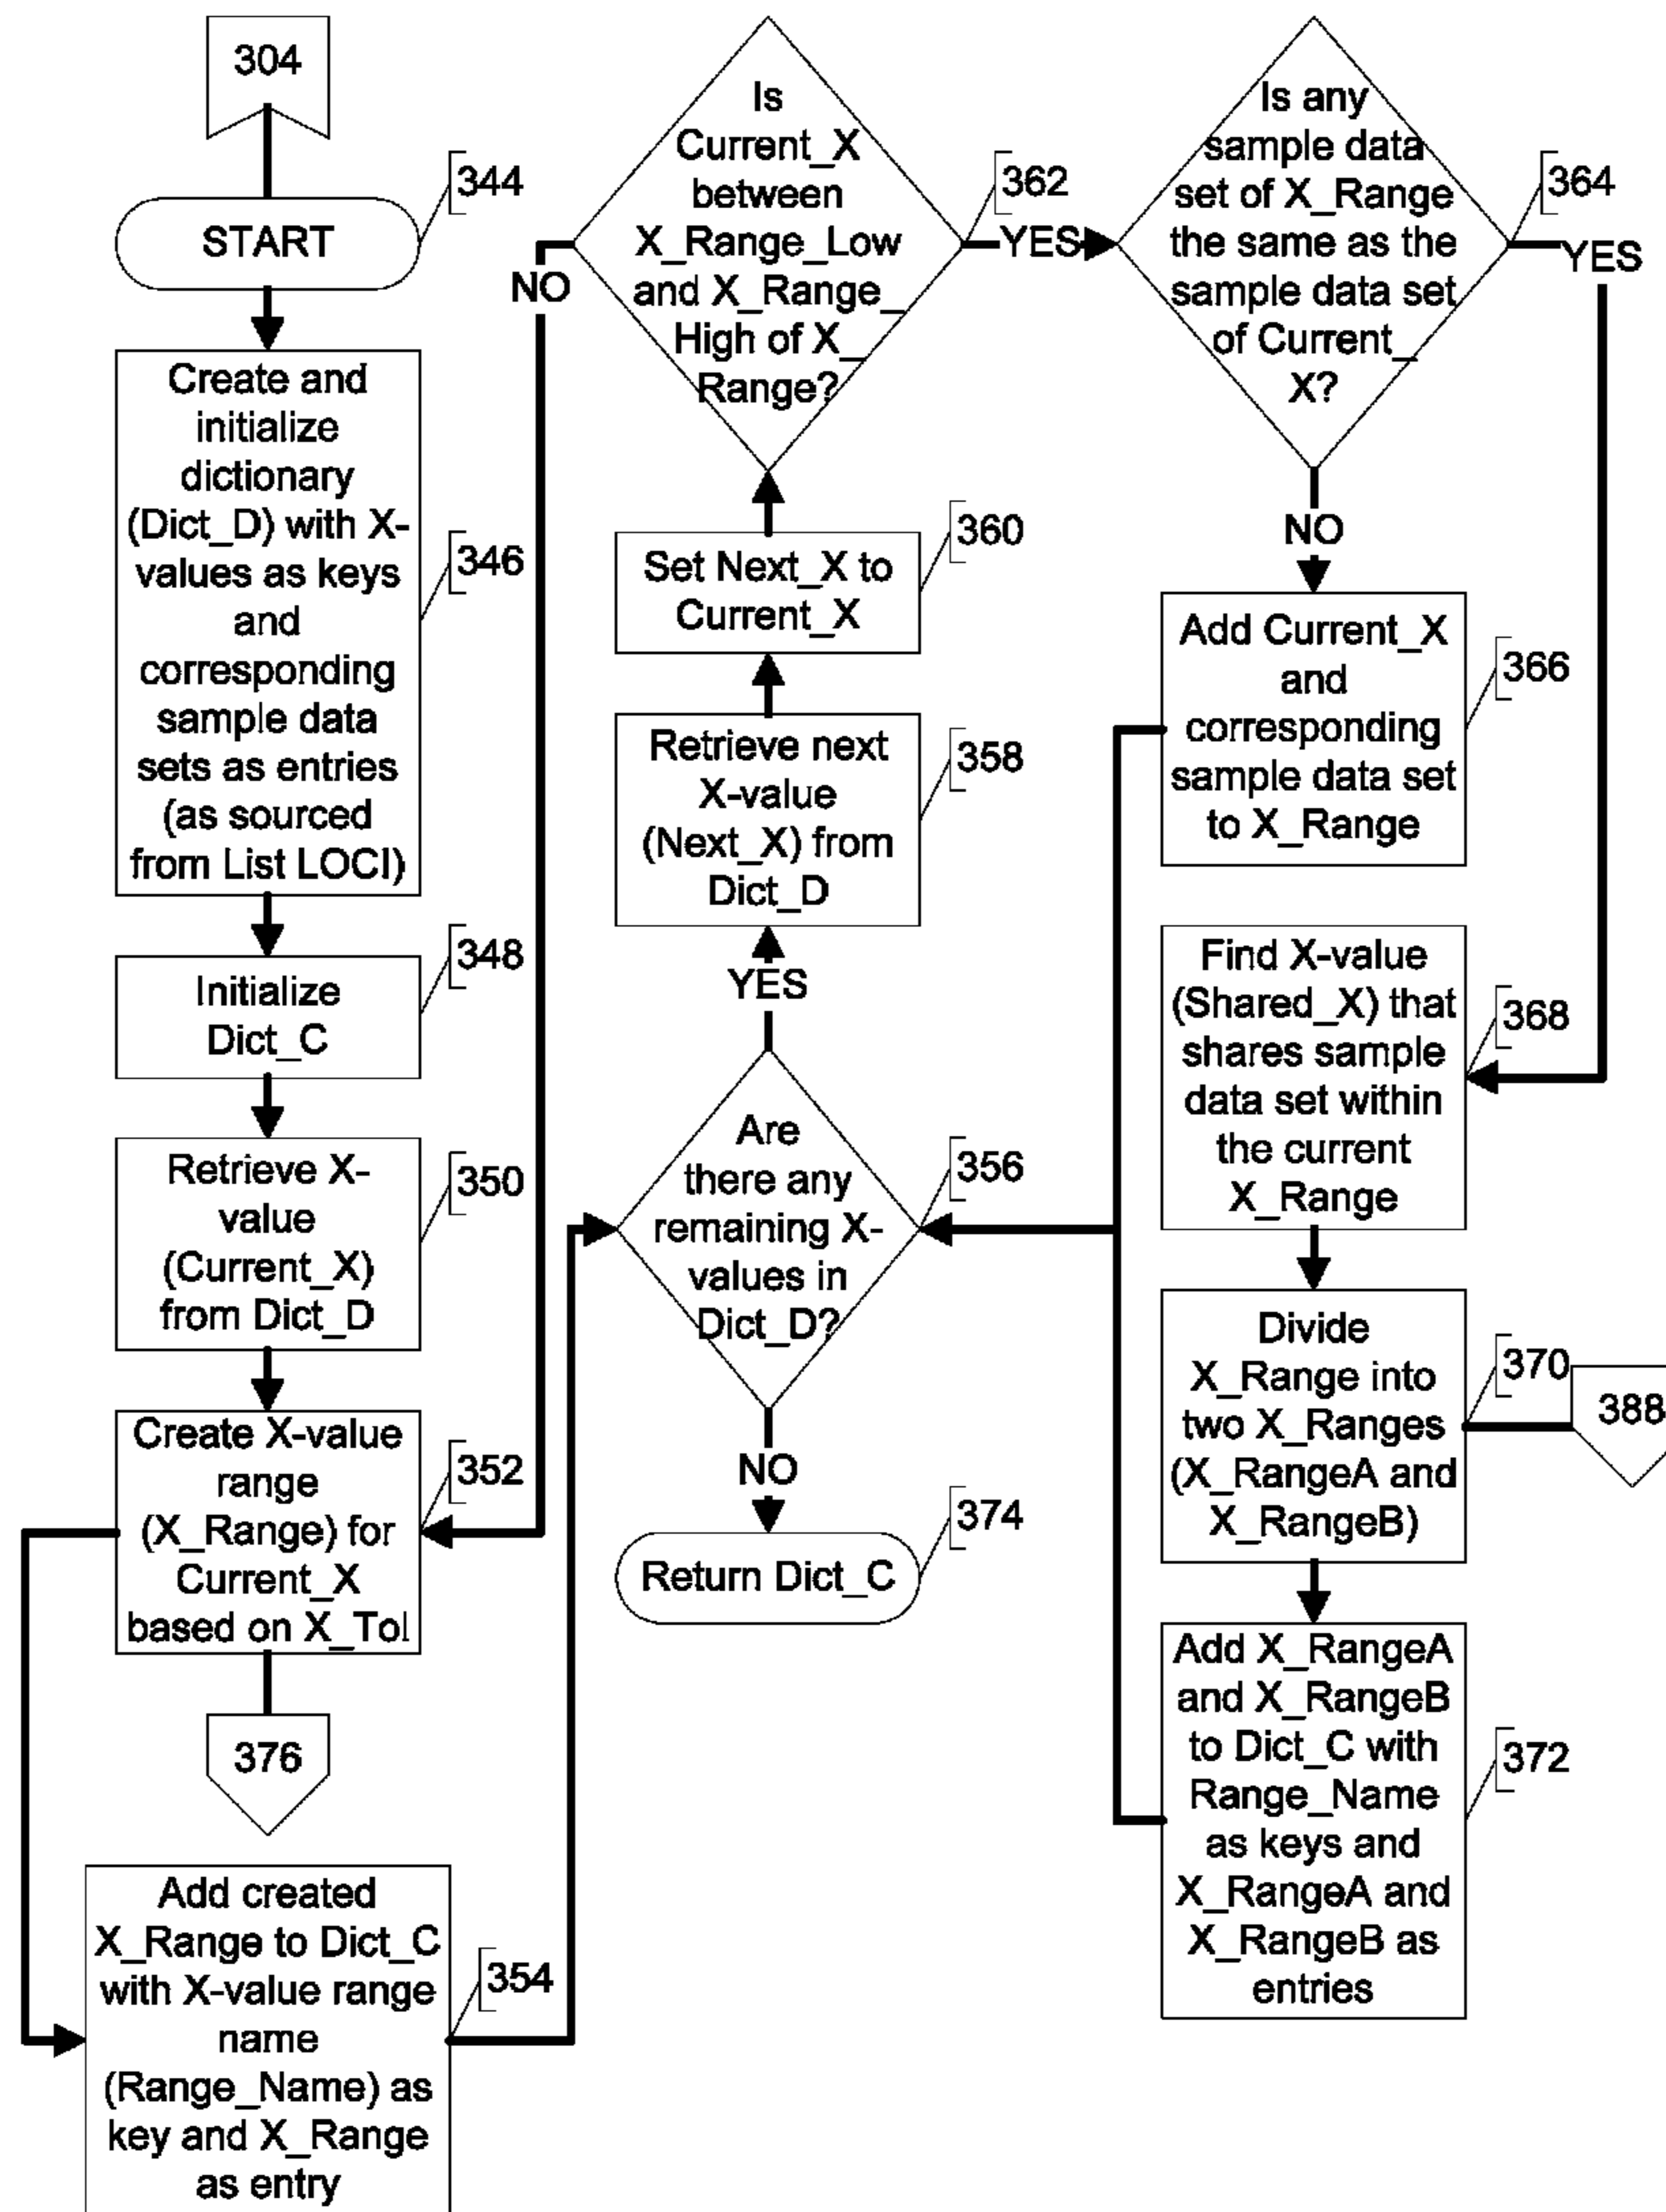 304
START
344
Create and
initialize
dictionary
(Dict_D) with X-
values as keys
and
corresponding
sample data
sets as entries
(as sourced
from List LOCI)
346
Initialize
Dict_C
348
Retrieve X-
value
(Current_X)
from Dict_D
350
Create X-value
range
(X_Range) for
Current_X
based on X_Tol
352
376
Add created
X_Range to Dict_C
with X-value range
name
(Range_Name) as
key and X_Range
as entry
354
Are
there any
remaining X-
values in
Dict_D?
356
YES
NO
Return Dict_C
374
Retrieve next
X-value
(Next_X) from
Dict_D
358
Set Next_X to
Current_X
360
Is
Current_X
between
X_Range_Low
and X_Range_
High of X_
Range?
362
NO
YES
Is any
sample data
set of X_Range
the same as the
sample data set
of Current_
X?
364
YES
NO
Add Current_X
and
corresponding
sample data set
to X_Range
366
Find X-value
(Shared_X) that
shares sample
data set within
the current
X_Range
368
Divide
X_Range into
two X_Ranges
(X_RangeA and
X_RangeB)
370
388
Add X_RangeA
and X_RangeB
to Dict_C with
Range_Name
as keys and
X_RangeA and
X_RangeB as
entries
372